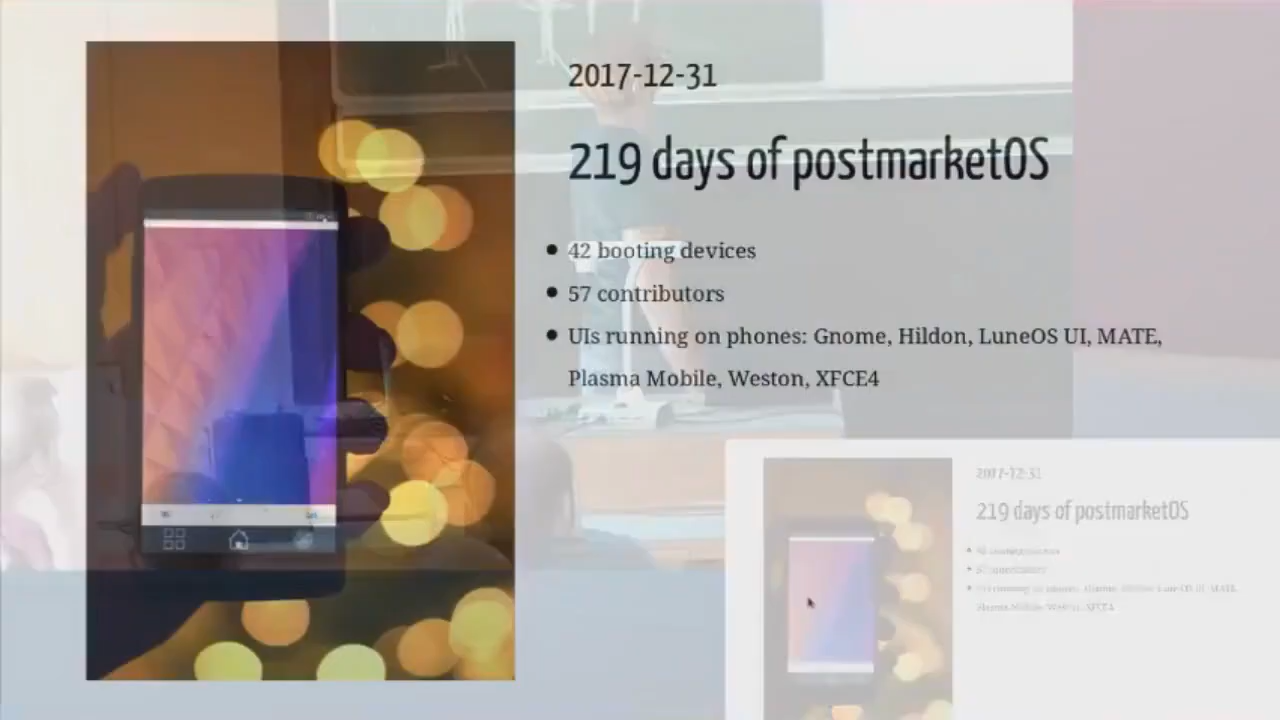 2017-12-31
219 days of postmarketOS
42 booting devices
57 contributors
UIs running on phones: Gnome, Hildon, LuneOS UI, MATE,
Plasma Mobile, Weston, XFCE4
2017-12-31
219 days of postmarketOS